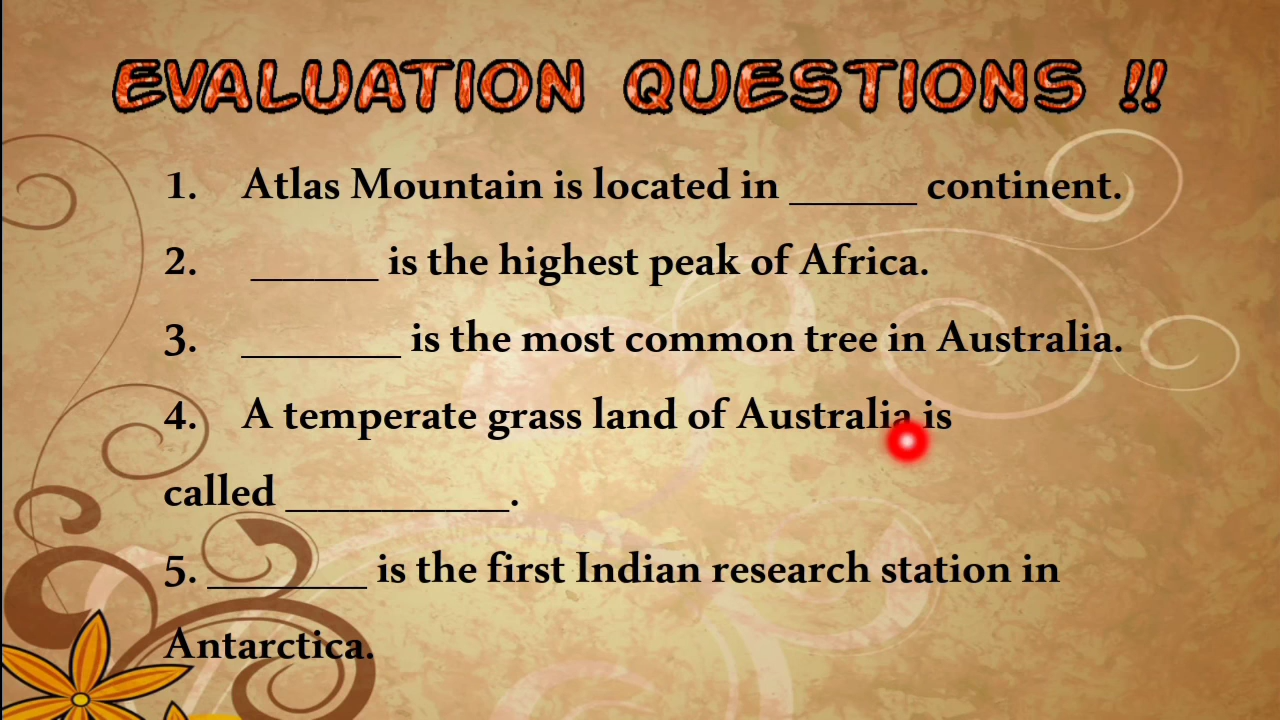 EVALUATION QUESTIONS !!
1. Atlas Mountain is located in ______ continent.
2. ______ is the highest peak of Africa.
3. ________ is the most common tree in Australia.
4. A temperate grass land of Australia is
called ___________.
5. ________ is the first Indian research station in
Antarctica.